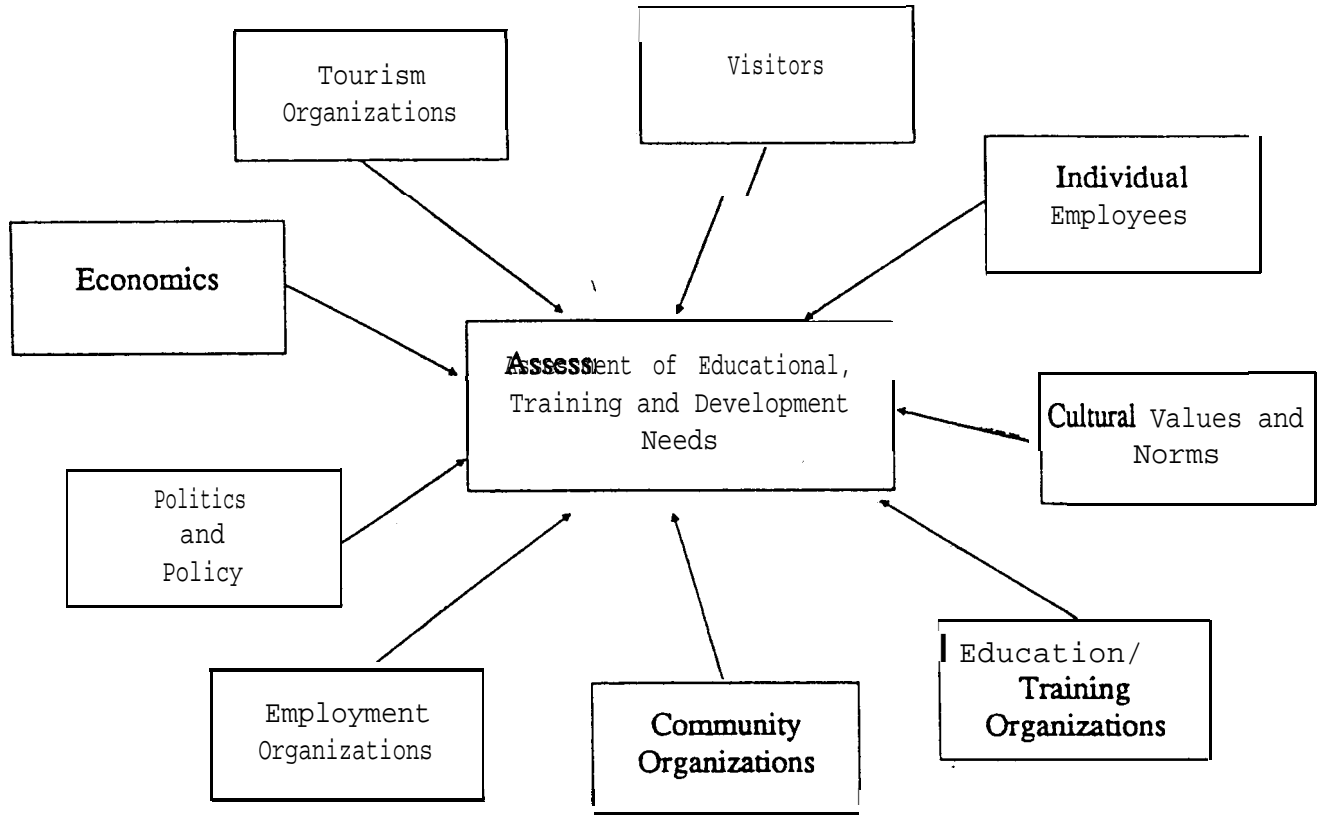 Tourism
Organizations
Visitors
Individual
Employees
Economics
Assessment of Educational,
Training and Development
Needs
Cultural Values and
Norms
Politics
and
Policy
Employment
Organizations
Community
Organizations
Education/
Training
Organizations